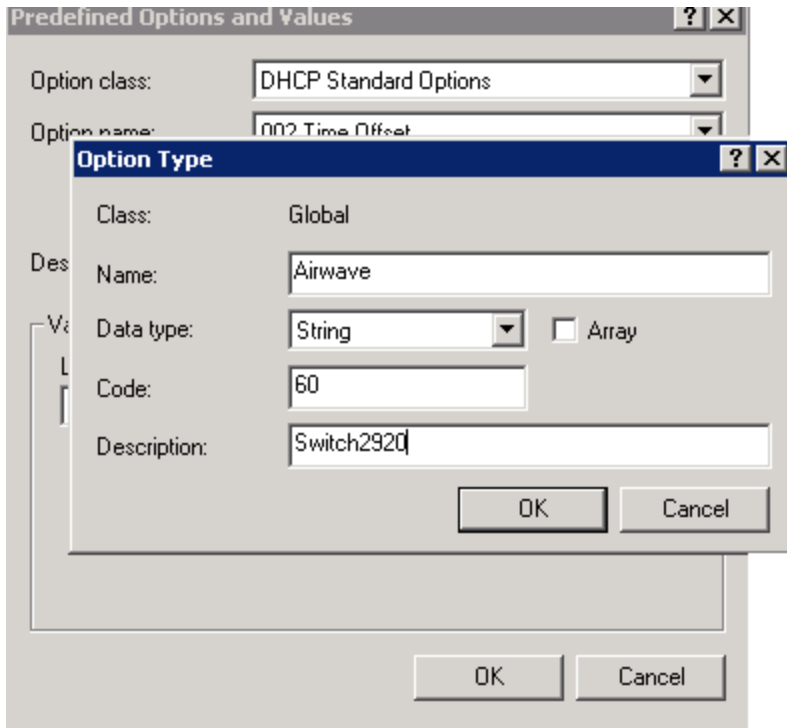 Predefined Options and Values
Option class: DHCP Standard Options
Option name: 002 Time Offset
Option Type
Class: Global
Name: Airwave
Des
Data type: String Array
Code: 60
Description: Switch2920
OK Cancel
OK Cancel